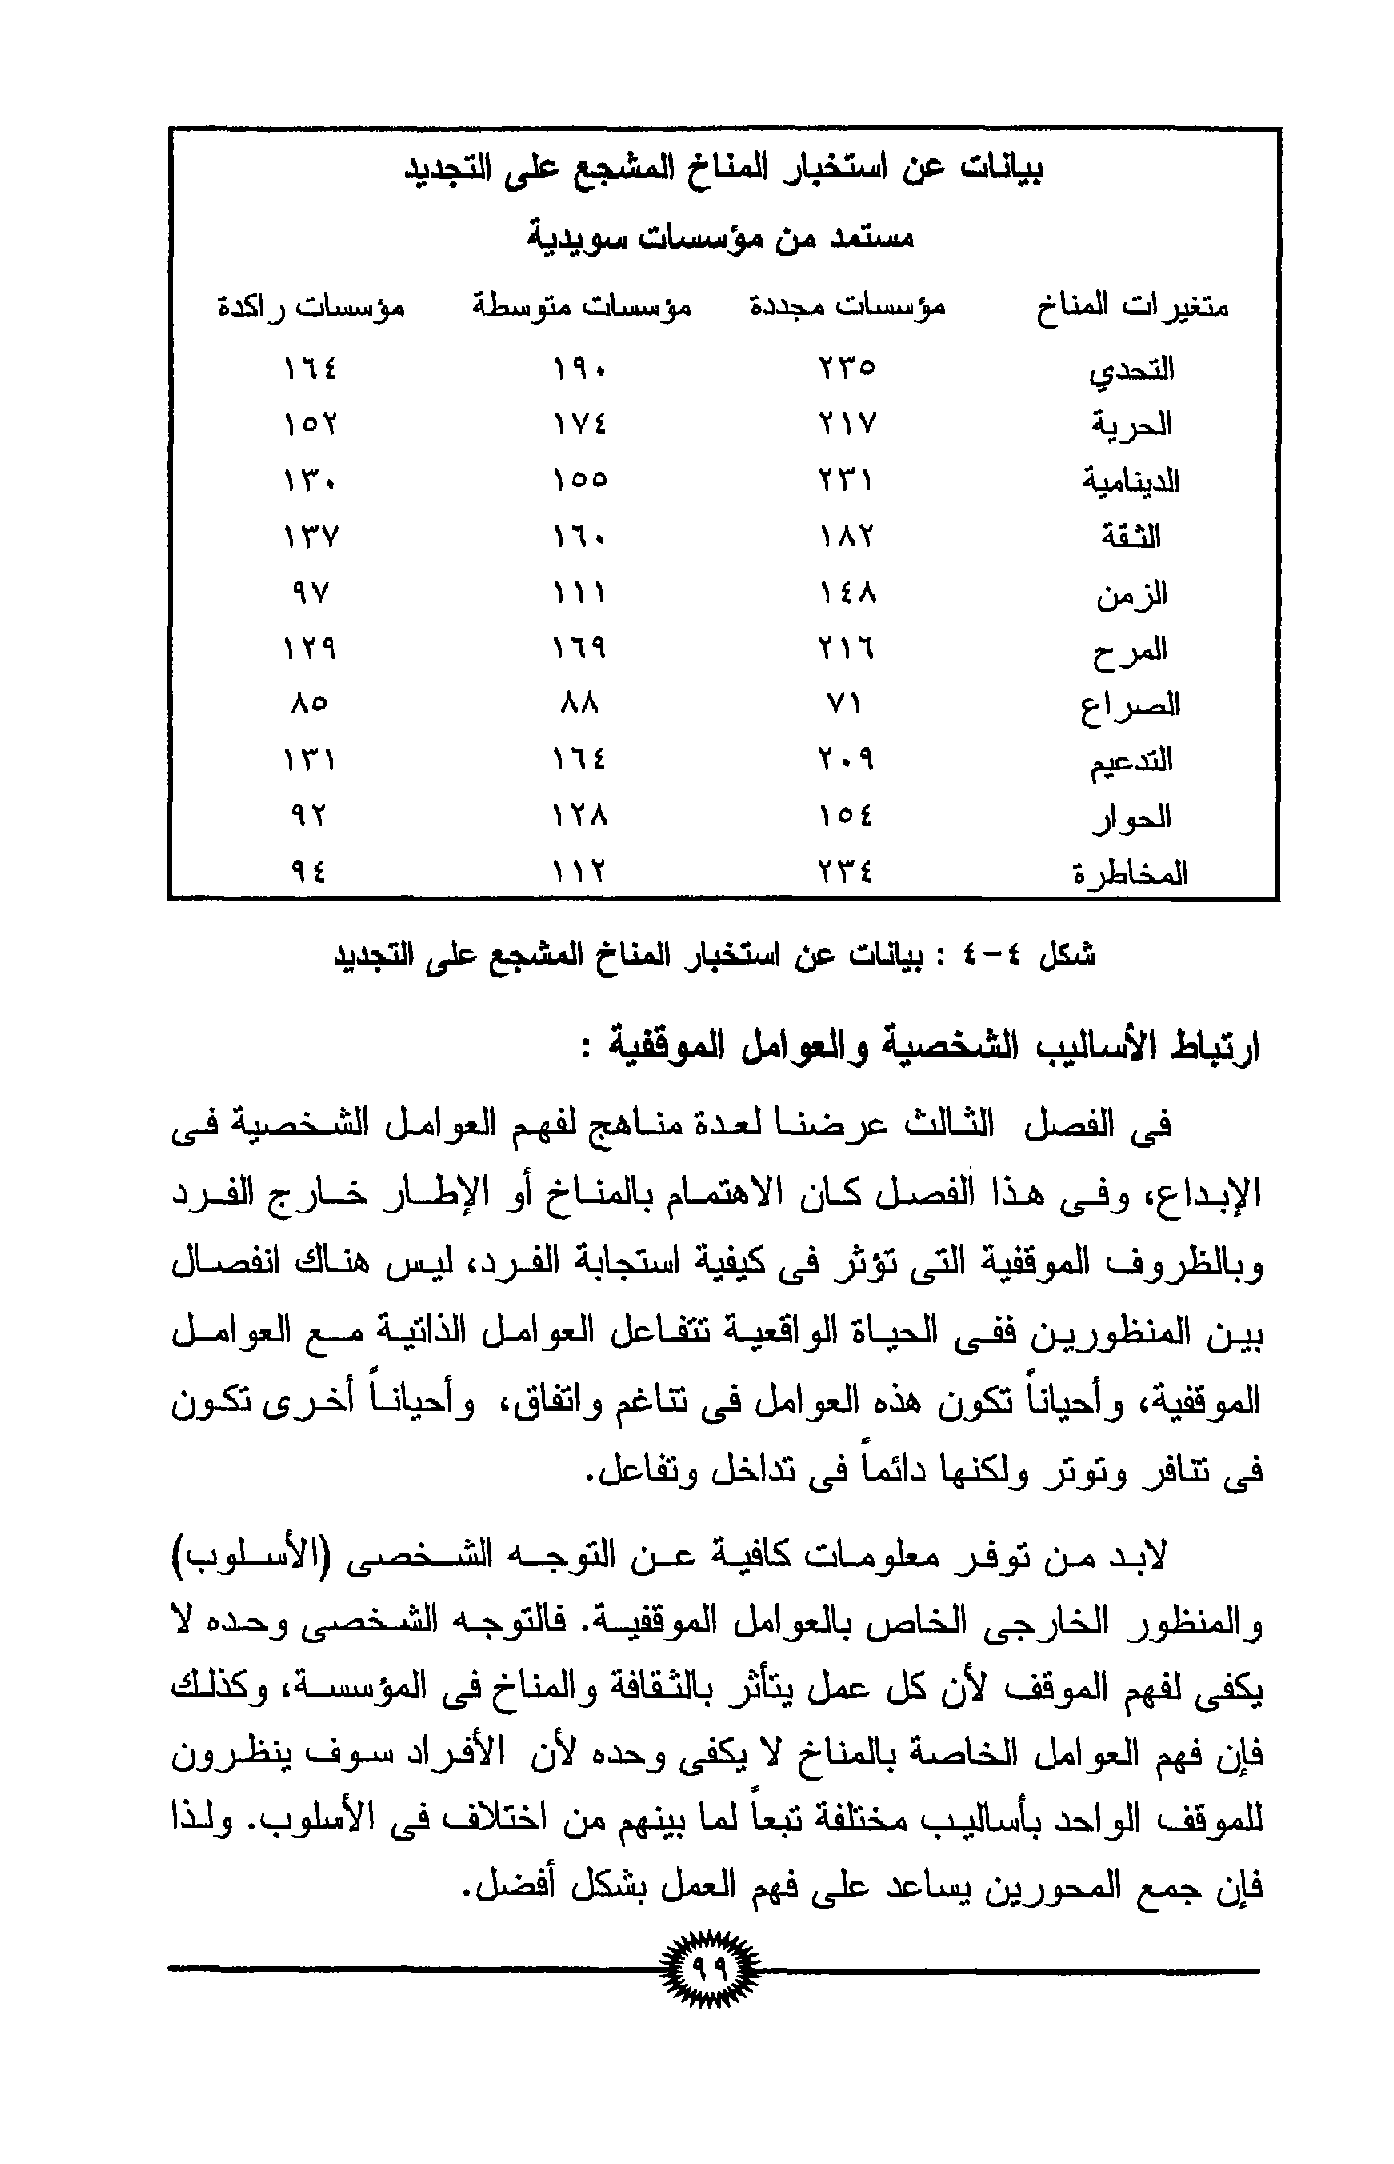 بيانات عن استخبار المناخ المشجع على التجديد
مستمد من مؤسسات سويدية
متغيرات المناخ مؤسسات مجددة مؤسسات متوسطة مؤسسات راكدة
التحدي ٢٣٥ ١٩٠ ١٦٤
الحرية ٢١٧ ١٧٤ ١٥٢
الدينامية ٢٣١ ١٥٥ ١٣٠
الثقة ١٨٢ ١٦٠ ١٣٧
الزمن ١٤٨ ١١١ ٩٧
المرح ٢١٦ ١٦٩ ١٢٩
الصراع ٧١ ٨٨ ٨٥
التدعيم ٢٠٩ ١٦٤ ١٣١
الحوار ١٥٤ ١٢٨ ٩٢
المخاطرة ٢٣٤ ١١٢ ٩٤
شكل ٤-٤ : بيانات عن استخبار المناخ المشجع على التجديد
ارتباط الأساليب الشخصية والعوامل الموقفية :
فى الفصل الثالث عرضنا لعدة مناهج لفهم العوامل الشخصية فى
الإبداع، وفى هذا الفصل كان الاهتمام بالمناخ أو الإطار خارج الفرد
وبالظروف الموقفية التى تؤثر فى كيفية استجابة الفرد، ليس هناك انفصال
بين المنظورين ففى الحياة الواقعية تتفاعل العوامل الذاتية مع العوامل
الموقفية، وأحياناً تكون هذه العوامل فى تناغم واتفاق، وأحياناً أخرى تكون
فى تنافر وتوتر ولكنها دائماً فى تداخل وتفاعل.
لابد من توفر معلومات كافية عن التوجه الشخصى (الأسلوب)
والمنظور الخارجى الخاص بالعوامل الموقفية. فالتوجه الشخصى وحده لا
يكفى لفهم الموقف لأن كل عمل يتأثر بالثقافة والمناخ فى المؤسسة، وكذلك
فإن فهم العوامل الخاصة بالمناخ لا يكفى وحده لأن الأفراد سوف ينظرون
للموقف الواحد بأساليب مختلفة تبعاً لما بينهم من اختلاف فى الأسلوب. ولذا
فإن جمع المحورين يساعد على فهم العمل بشكل أفضل.
٩٩